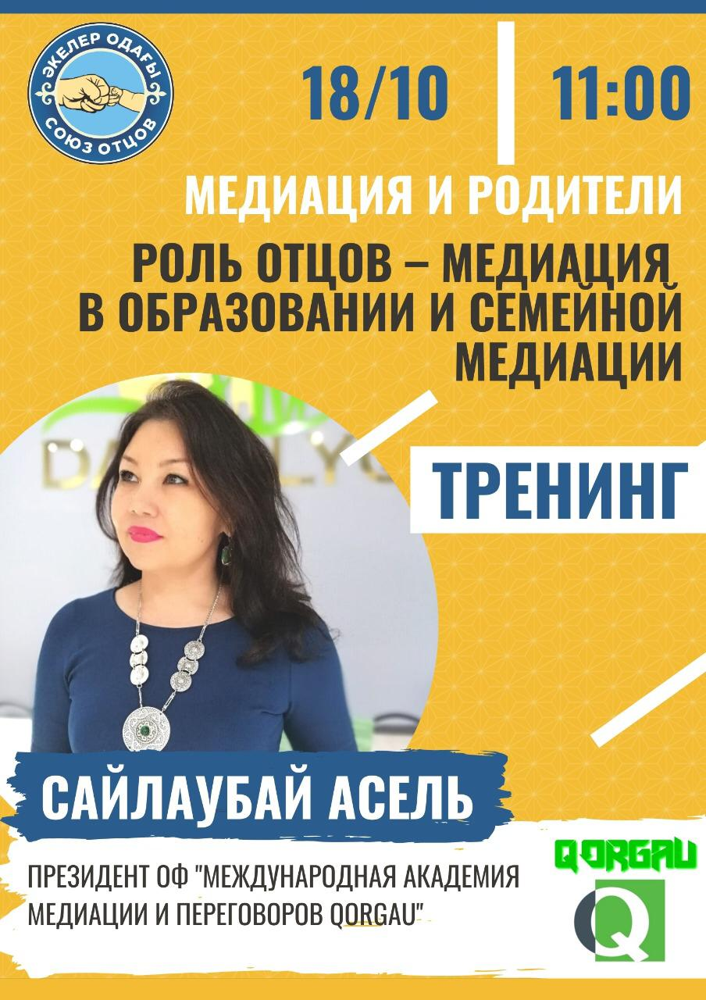 ӘКЕЛЕР ОДАҒЫ
СОЮЗ ОТЦОВ
18/10
11:00
МЕДИАЦИЯ И РОДИТЕЛИ
РОЛЬ ОТЦОВ – МЕДИАЦИЯ
В ОБРАЗОВАНИИ И СЕМЕЙНОЙ
МЕДИАЦИИ
ТРЕНИНГ
САЙЛАУБАЙ АСЕЛЬ
ПРЕЗИДЕНТ ОФ "МЕЖДУНАРОДНАЯ АКАДЕМИЯ
МЕДИАЦИИ И ПЕРЕГОВОРОВ QORGAU"
QORGAU
Q